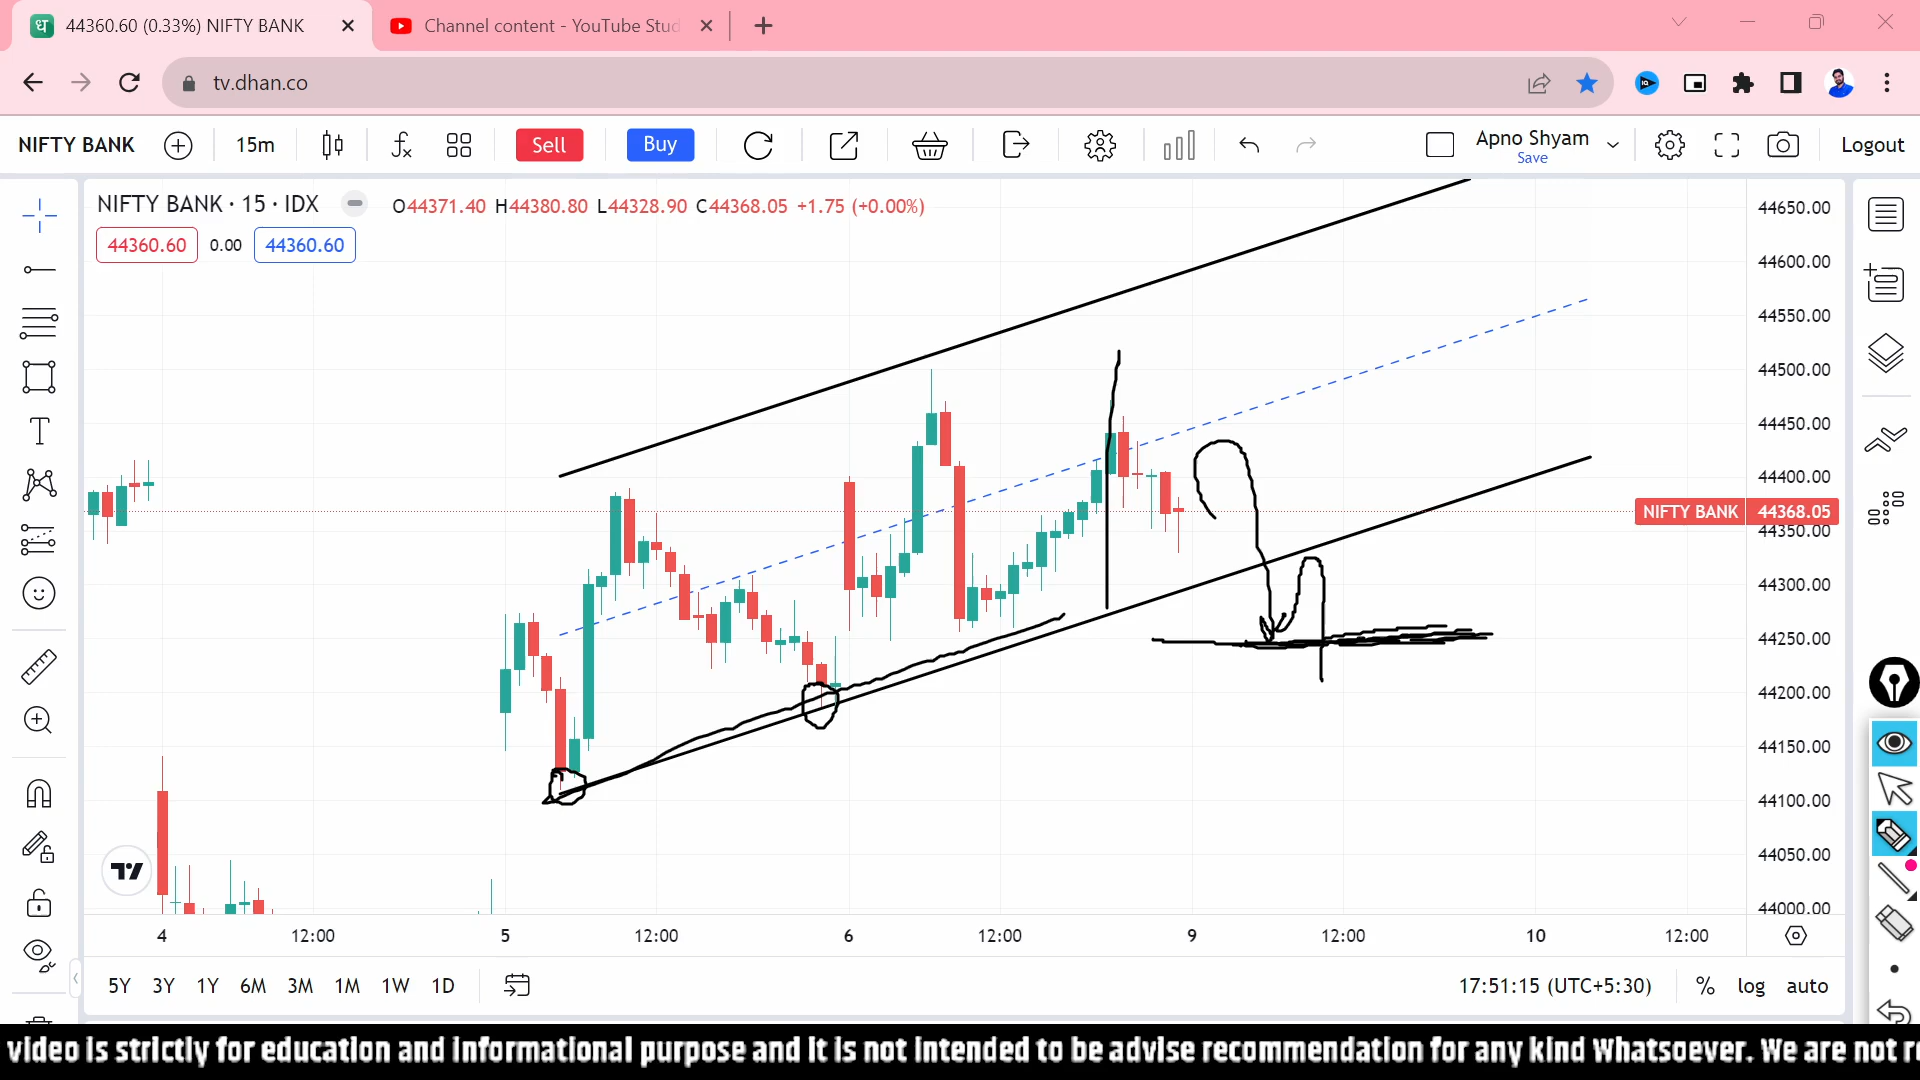 44360.60 (0.33%) NIFTY BANK
Channel content - YouTube Stud
tv.dhan.co
NIFTY BANK 15m Sell Buy Apno Shyam Save Logout
NIFTY BANK · 15 · IDX O44371.40 H44380.80 L44328.90 C44368.05 +1.75 (+0.00%)
44360.60 0.00 44360.60
44650.00
44600.00
44550.00
44500.00
44450.00
44400.00
NIFTY BANK 44368.05
44350.00
44300.00
44250.00
44200.00
44150.00
44100.00
44050.00
44000.00
4 12:00 5 12:00 6 12:00 9 12:00 10 12:00
5Y 3Y 1Y 6M 3M 1M 1W 1D 17:51:15 (UTC+5:30) % log auto
video is strictly for education and informational purpose and it is not intended to be advise recommendation for any kind Whatsoever. We are not